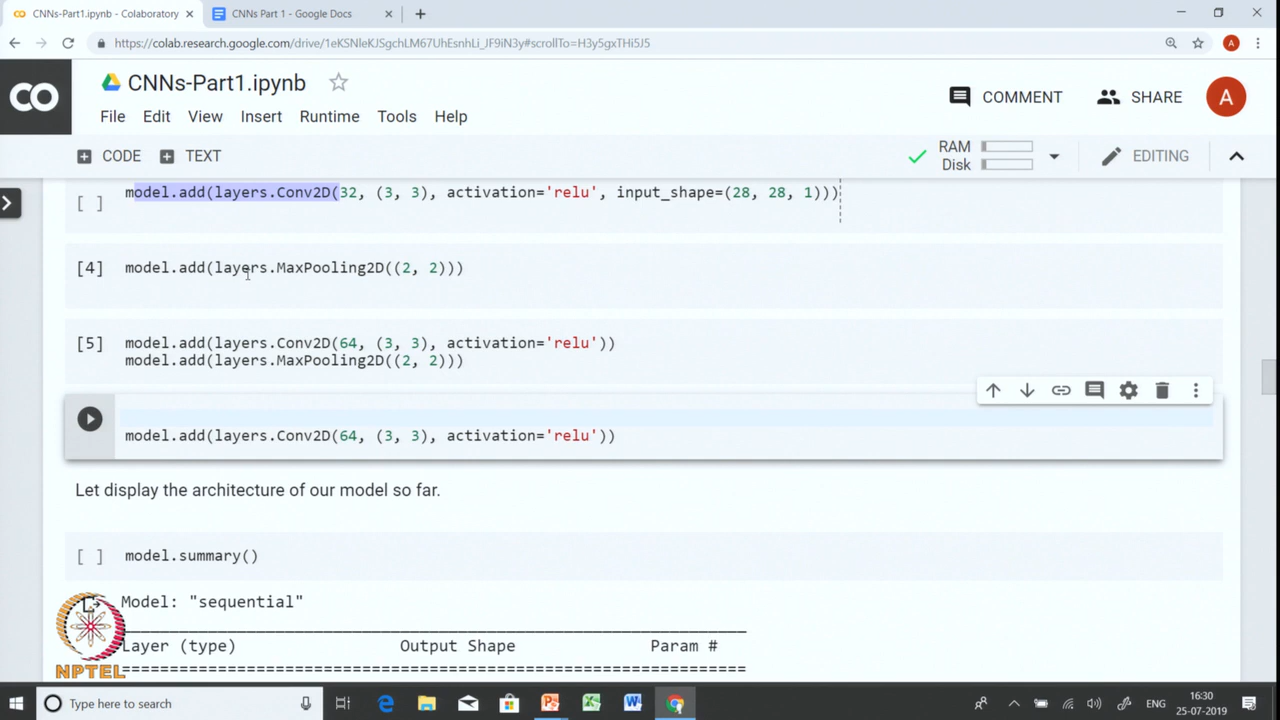 CNNs-Part1.ipynb - Colaboratory
CNNs Part 1 - Google Docs
https://colab.research.google.com/drive/1eKSNleKJSgchLM67UhEsnhLi_JF9iN3y#scrollTo=H3y5gxTHi5J5
A
CO
CNNs-Part1.ipynb
COMMENT
SHARE
A
File Edit View Insert Runtime Tools Help
CODE
TEXT
RAM
Disk
EDITING
[ ] model.add(layers.Conv2D(32, (3, 3), activation='relu', input_shape=(28, 28, 1)))
[4] model.add(layers.MaxPooling2D((2, 2)))
[5] model.add(layers.Conv2D(64, (3, 3), activation='relu'))
model.add(layers.MaxPooling2D((2, 2)))
model.add(layers.Conv2D(64, (3, 3), activation='relu'))
Let display the architecture of our model so far.
[ ] model.summary()
Model: "sequential"
Layer (type) Output Shape Param #
NPTEL
Type here to search
ENG
16:30
25-07-2019